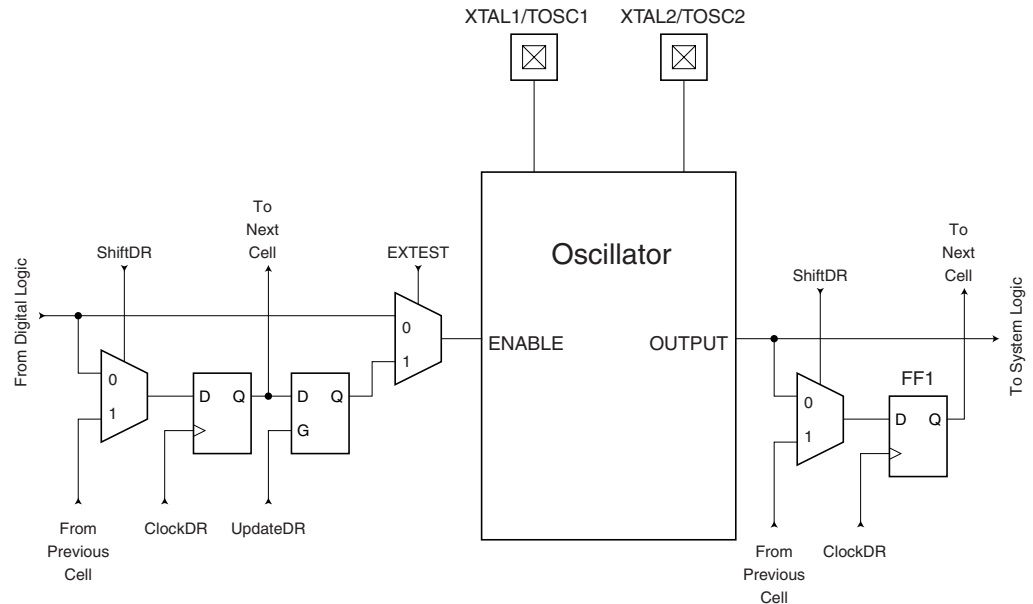 XTAL1/TOSC1
XTAL2/TOSC2
To
Next
Cell
ShiftDR
EXTEST
From Digital Logic
0
1
D Q
D Q
G
0
1
From
Previous
Cell
ClockDR
UpdateDR
Oscillator
ENABLE
OUTPUT
To
Next
Cell
ShiftDR
To System Logic
FF1
0
1
D Q
From
Previous
Cell
ClockDR